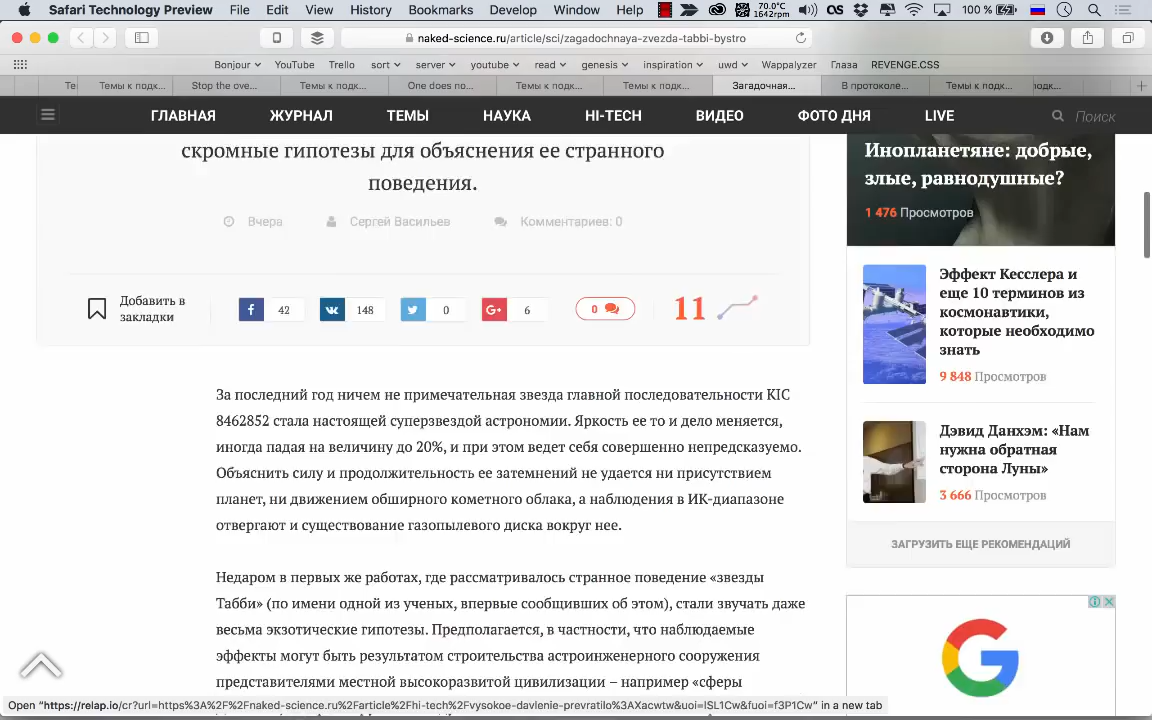 Safari Technology Preview File Edit View History Bookmarks Develop Window Help 70.0°C 1642rpm 100 %
naked-science.ru/article/sci/zagadochnaya-zvezda-tabbi-bystro
Bonjour YouTube Trello sort server youtube read genesis inspiration uwd Wappalyzer Глаза REVENGE.CSS
Те Темы к подк... Stop the ove... Темы к подк... One does no... Темы к подк... Темы к подк... Загадочная... В протоколе... Темы к подк... подк...
ГЛАВНАЯ ЖУРНАЛ ТЕМЫ НАУКА HI-TECH ВИДЕО ФОТО ДНЯ LIVE Поиск
скромные гипотезы для объяснения ее странного
поведения.
Вчера Сергей Васильев Комментариев: 0
Добавить в
закладки
f 42 148 0 G+ 6 0 11
За последний год ничем не примечательная звезда главной последовательности KIC
8462852 стала настоящей суперзвездой астрономии. Яркость ее то и дело меняется,
иногда падая на величину до 20%, и при этом ведет себя совершенно непредсказуемо.
Объяснить силу и продолжительность ее затемнений не удается ни присутствием
планет, ни движением обширного кометного облака, а наблюдения в ИК-диапазоне
отвергают и существование газопылевого диска вокруг нее.
Недаром в первых же работах, где рассматривалось странное поведение «звезды
Табби» (по имени одной из ученых, впервые сообщивших об этом), стали звучать даже
весьма экзотические гипотезы. Предполагается, в частности, что наблюдаемые
эффекты могут быть результатом строительства астроинженерного сооружения
представителями местной высокоразвитой цивилизации – например «сферы
Инопланетяне: добрые,
злые, равнодушные?
1 476 Просмотров
Эффект Кесслера и
еще 10 терминов из
космонавтики,
которые необходимо
знать
9 848 Просмотров
Дэвид Данхэм: «Нам
нужна обратная
сторона Луны»
3 666 Просмотров
ЗАГРУЗИТЬ ЕЩЕ РЕКОМЕНДАЦИЙ
Open "https://relap.io/cr?url=https%3A%2F%2Fnaked-science.ru%2Farticle%2Fhi-tech%2Fvysokoe-davlenie-prevratilo%3AXacwtw&uoi=ISL1Cw&fuoi=f3P1Cw" in a new tab